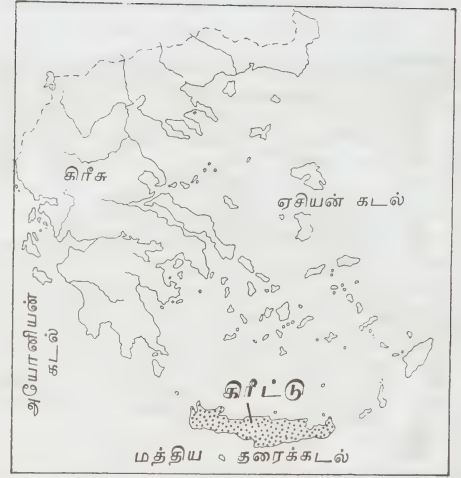 கிரீசு
ஏசியன் கடல்
அயோனியன்
கடல்
கிரீட்டு
மத்திய தரைக்கடல்